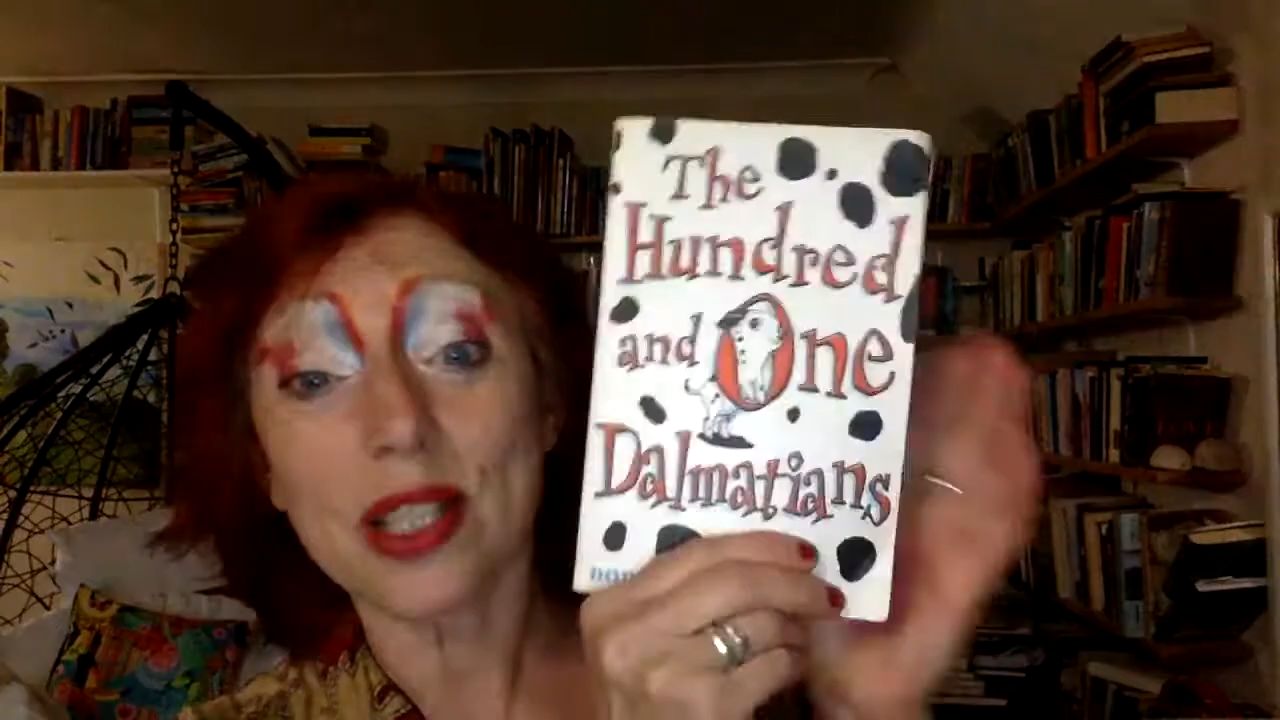 The
Hundred
and One
Dalmatians